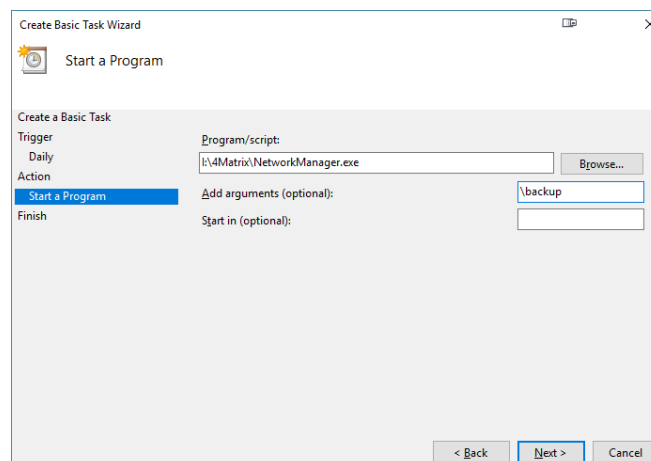 Create Basic Task Wizard
Start a Program
Create a Basic Task
Trigger
Daily
Action
Start a Program
Finish
Program/script:
I:\4Matrix\NetworkManager.exe
Browse...
Add arguments (optional):
\backup
Start in (optional):
< Back
Next >
Cancel